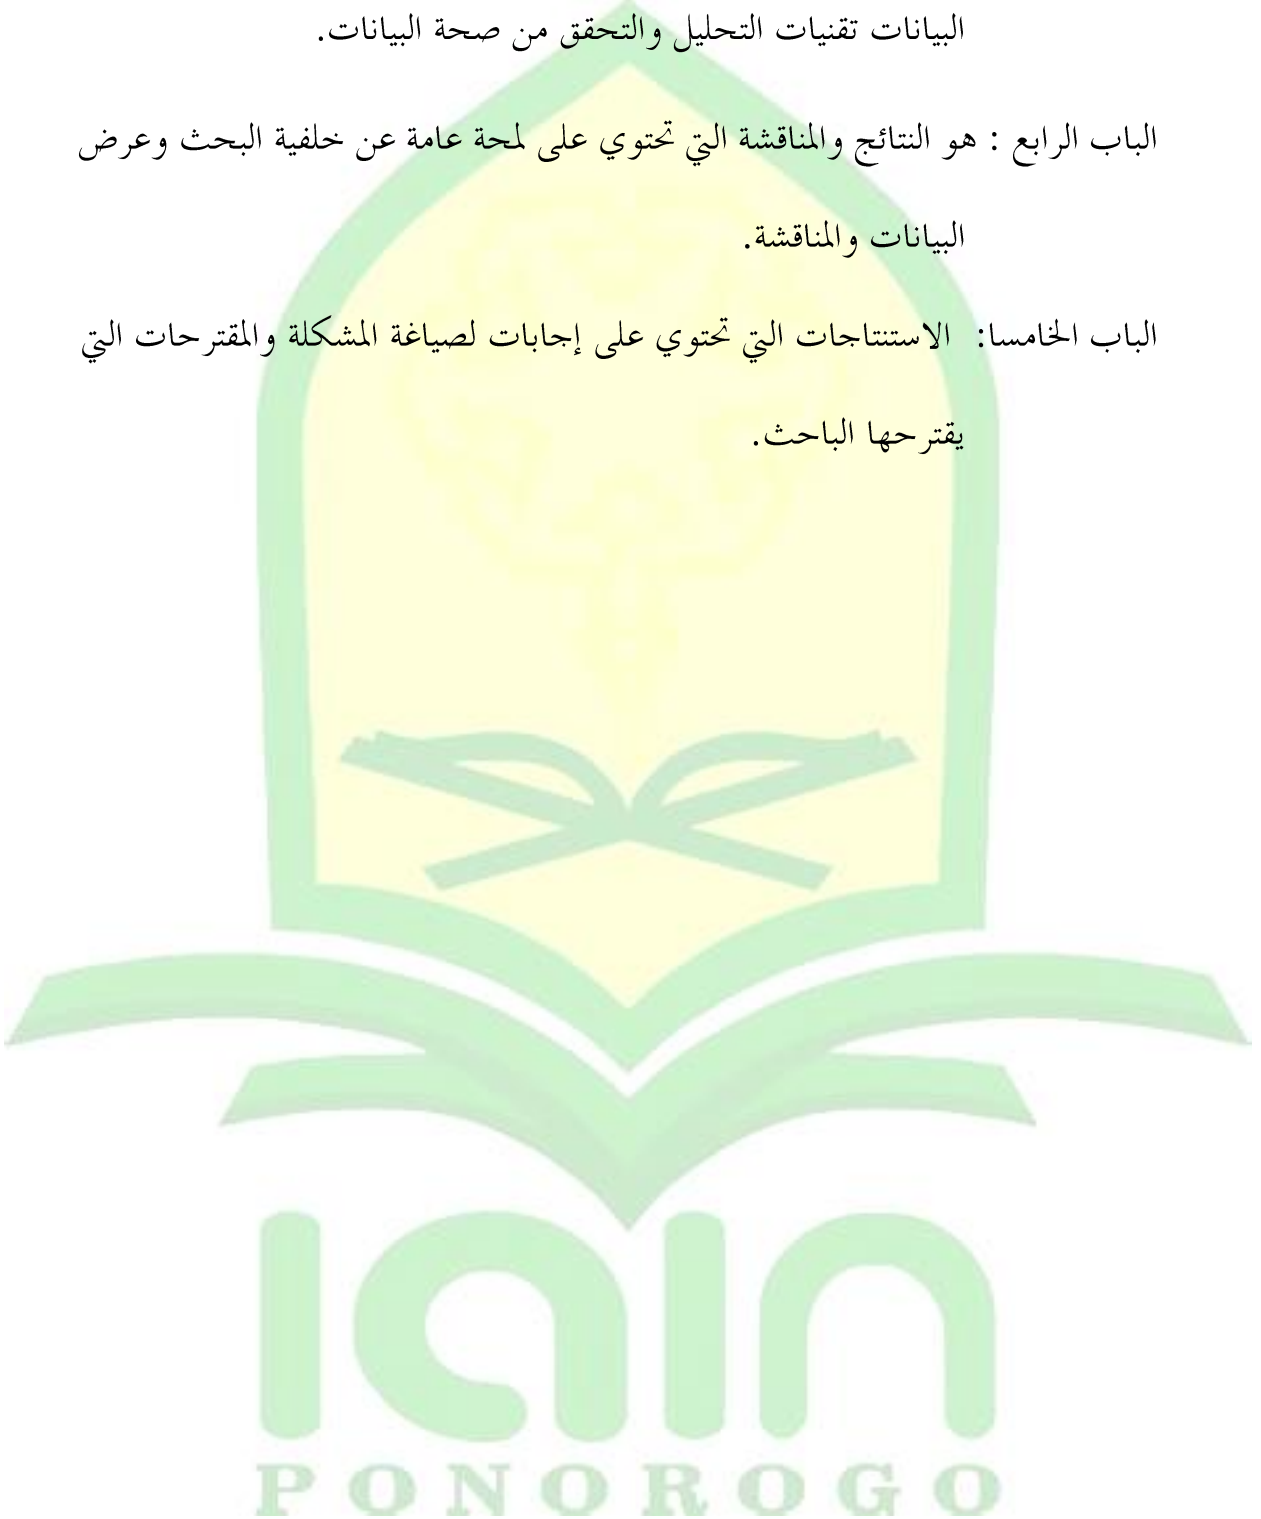 البيانات تقنيات التحليل والتحقق من صحة البيانات.
الباب الرابع : هو النتائج والمناقشة التي تحتوي على لمحة عامة عن خلفية البحث وعرض
البيانات والمناقشة.
الباب الخامسا: الاستنتاجات التي تحتوي على إجابات لصياغة المشكلة والمقترحات التي
يقترحها الباحث.
iain
PONOROGO